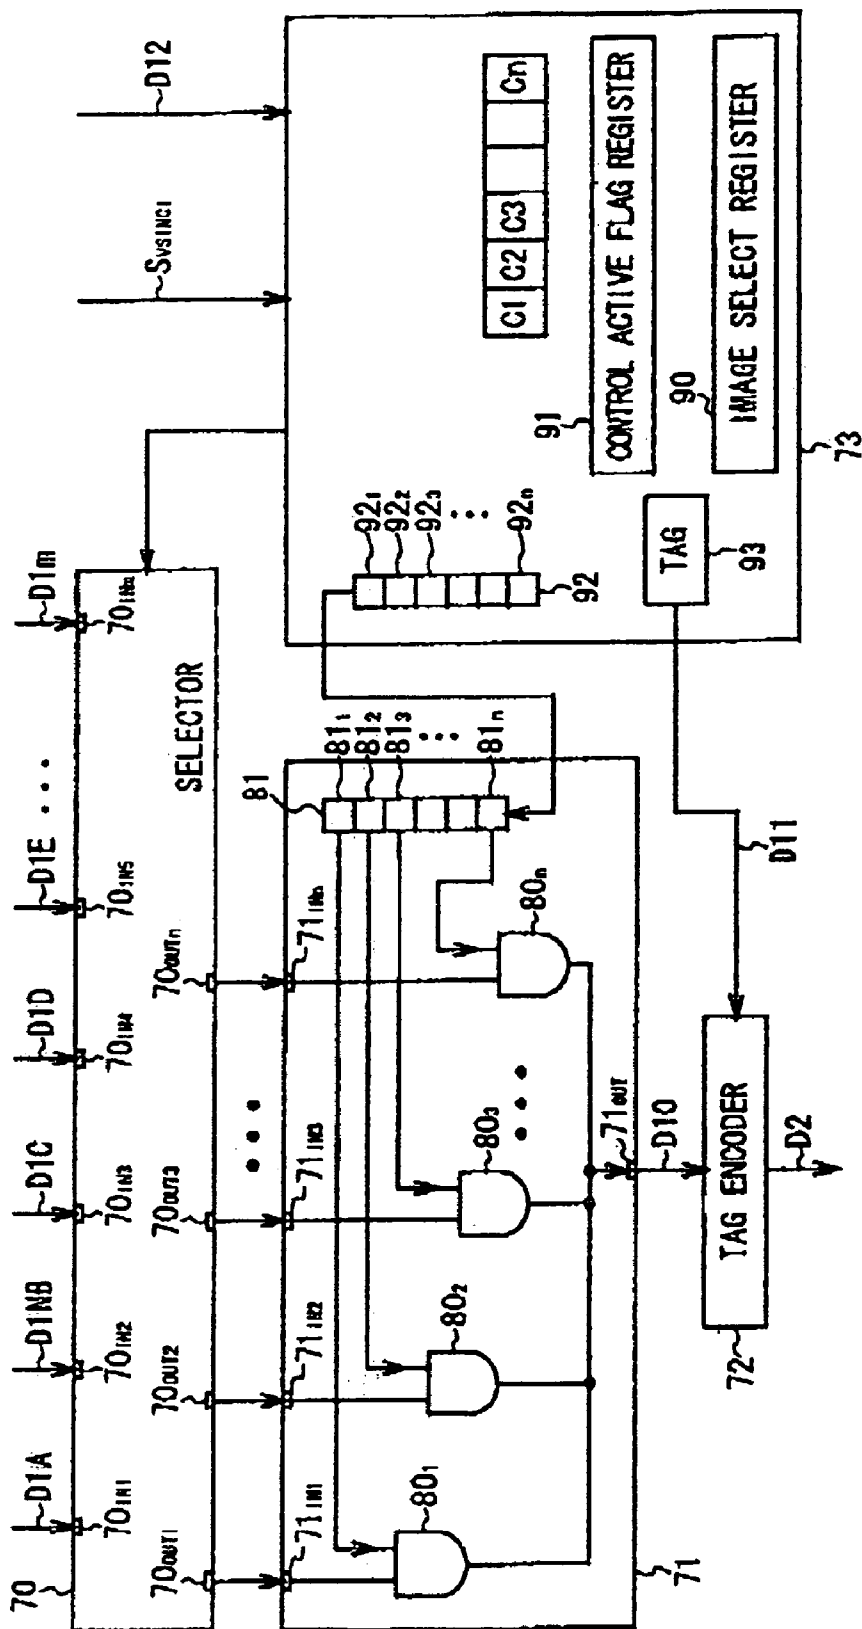 D1A
D1NB
D1C
D1D
D1E
• • •
D1m
SVSINC1
D12
70
70IN1
70IN2
70IN3
70IN4
70IN5
SELECTOR
70OUT1
70OUT2
70OUT3
70OUTn
• • •
71IN1
71IN2
71IN3
71INn
81
811
812
813
81n
801
802
803
80n
71
71OUT
D10
D11
72
TAG ENCODER
D2
921
922
923
92n
92
C1 C2 C3 Cn
91
CONTROL ACTIVE FLAG REGISTER
90
IMAGE SELECT REGISTER
TAG
93
73